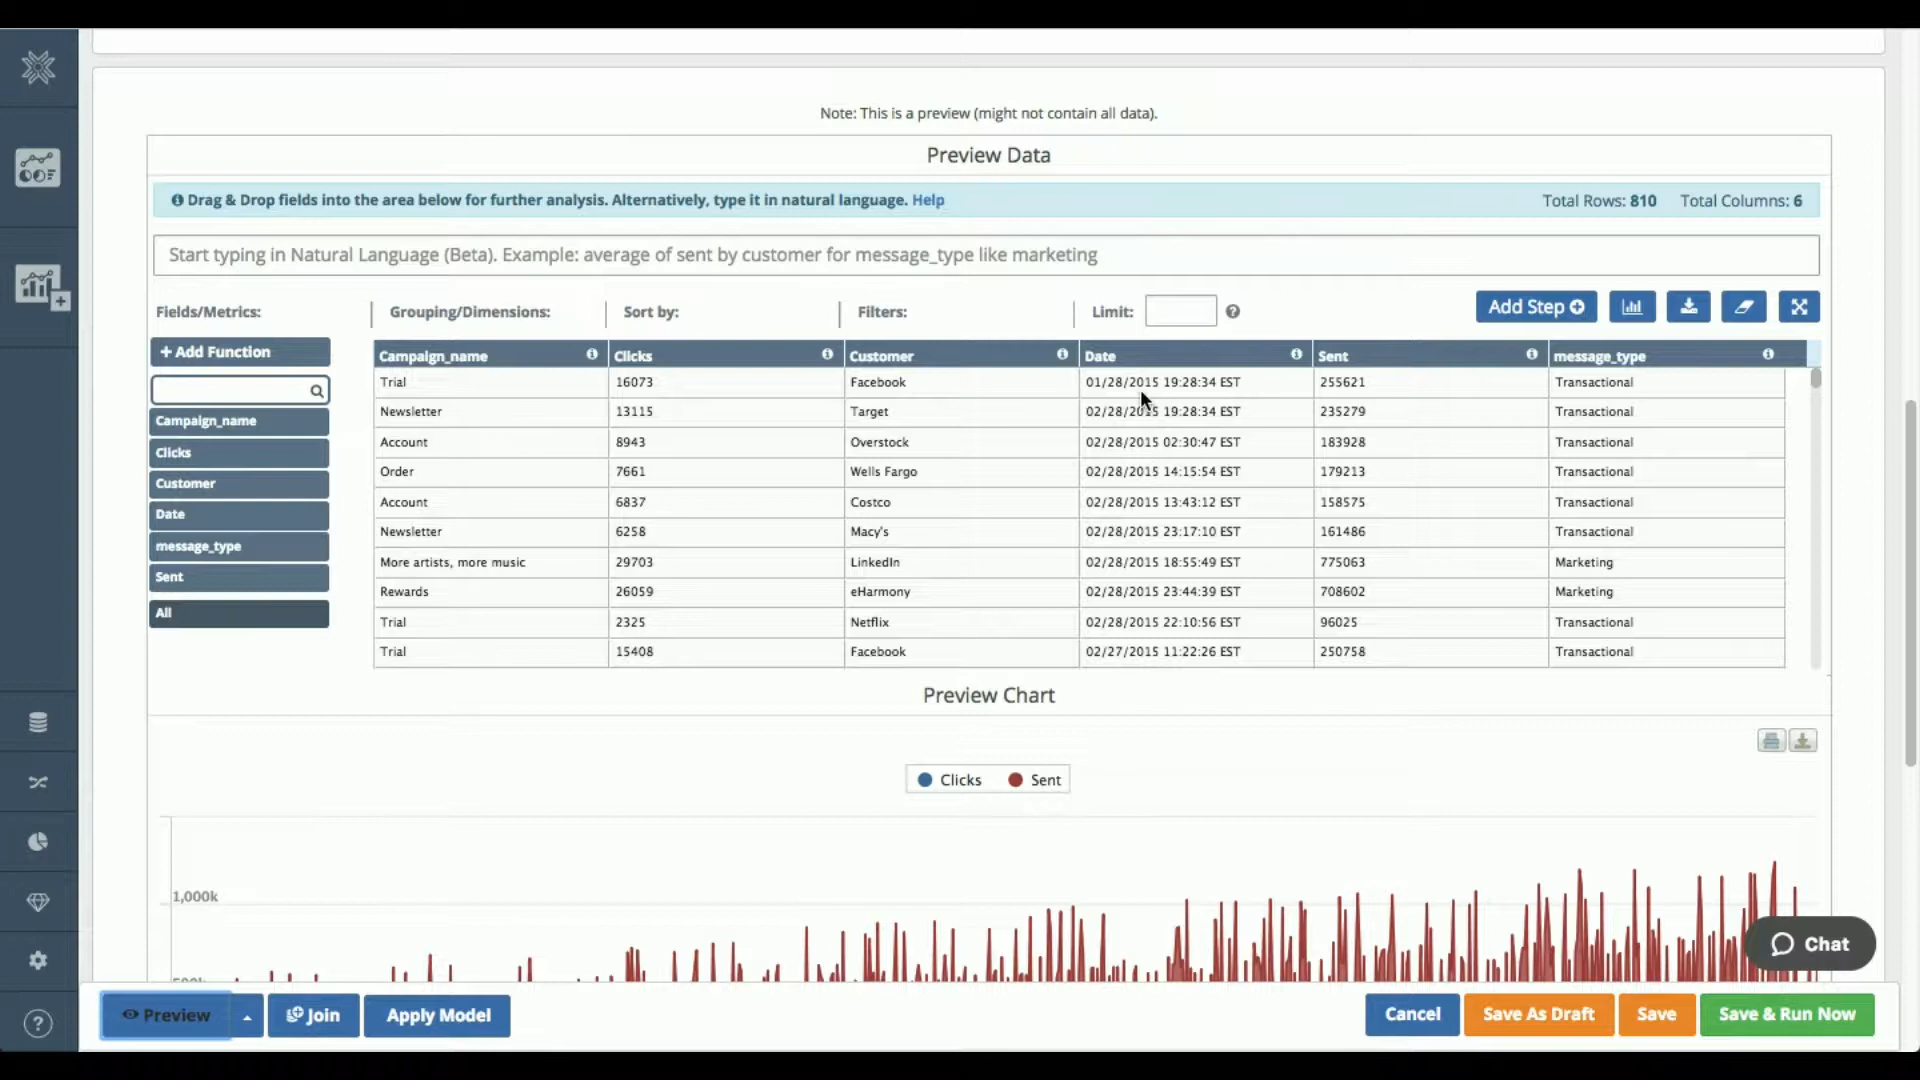 Note: This is a preview (might not contain all data).
Preview Data
Drag & Drop fields into the area below for further analysis. Alternatively, type it in natural language. Help
Total Rows: 810 Total Columns: 6
Start typing in Natural Language (Beta). Example: average of sent by customer for message_type like marketing
Fields/Metrics: Grouping/Dimensions: Sort by: Filters: Limit: Add Step
+ Add Function
Campaign_name
Clicks
Customer
Date
message_type
Sent
All
Campaign_name Clicks Customer Date Sent message_type
Trial 16073 Facebook 01/28/2015 19:28:34 EST 255621 Transactional
Newsletter 13115 Target 02/28/2015 19:28:34 EST 235279 Transactional
Account 8943 Overstock 02/28/2015 02:30:47 EST 183928 Transactional
Order 7661 Wells Fargo 02/28/2015 14:15:54 EST 179213 Transactional
Account 6837 Costco 02/28/2015 13:43:12 EST 158575 Transactional
Newsletter 6258 Macy's 02/28/2015 23:17:10 EST 161486 Transactional
More artists, more music 29703 LinkedIn 02/28/2015 18:55:49 EST 775063 Marketing
Rewards 26059 eHarmony 02/28/2015 23:44:39 EST 708602 Marketing
Trial 2325 Netflix 02/28/2015 22:10:56 EST 96025 Transactional
Trial 15408 Facebook 02/27/2015 11:22:26 EST 250758 Transactional
Preview Chart
Clicks Sent
1,000k
Chat
Preview Join Apply Model Cancel Save As Draft Save Save & Run Now